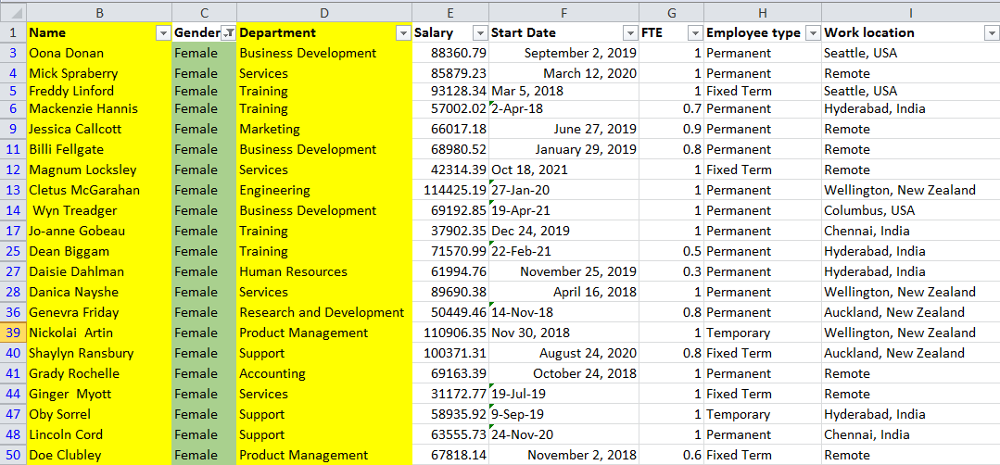 B C D E F G H I
1 Name Gender Department Salary Start Date FTE Employee type Work location
3 Oona Donan Female Business Development 88360.79 September 2, 2019 1 Permanent Seattle, USA
4 Mick Spraberry Female Services 85879.23 March 12, 2020 1 Permanent Remote
5 Freddy Linford Female Training 93128.34 Mar 5, 2018 1 Fixed Term Seattle, USA
6 Mackenzie Hannis Female Training 57002.02 2-Apr-18 0.7 Permanent Hyderabad, India
9 Jessica Callcott Female Marketing 66017.18 June 27, 2019 0.9 Permanent Remote
11 Billi Fellgate Female Business Development 68980.52 January 29, 2019 0.8 Permanent Remote
12 Magnum Locksley Female Services 42314.39 Oct 18, 2021 1 Fixed Term Remote
13 Cletus McGarahan Female Engineering 114425.19 27-Jan-20 1 Permanent Wellington, New Zealand
14 Wyn Treadger Female Business Development 69192.85 19-Apr-21 1 Permanent Columbus, USA
17 Jo-anne Gobeau Female Training 37902.35 Dec 24, 2019 1 Permanent Chennai, India
25 Dean Biggam Female Training 71570.99 22-Feb-21 0.5 Permanent Hyderabad, India
27 Daisie Dahlman Female Human Resources 61994.76 November 25, 2019 0.3 Permanent Hyderabad, India
28 Danica Nayshe Female Services 89690.38 April 16, 2018 1 Permanent Wellington, New Zealand
36 Genevra Friday Female Research and Development 50449.46 14-Nov-18 0.8 Permanent Auckland, New Zealand
39 Nickolai Artin Female Product Management 110906.35 Nov 30, 2018 1 Temporary Wellington, New Zealand
40 Shaylyn Ransbury Female Support 100371.31 August 24, 2020 0.8 Fixed Term Auckland, New Zealand
41 Grady Rochelle Female Accounting 69163.39 October 24, 2018 1 Permanent Remote
44 Ginger Myott Female Services 31172.77 19-Jul-19 1 Fixed Term Remote
47 Oby Sorrel Female Support 58935.92 9-Sep-19 1 Temporary Hyderabad, India
48 Lincoln Cord Female Support 63555.73 24-Nov-20 1 Permanent Chennai, India
50 Doe Clubley Female Product Management 67818.14 November 2, 2018 0.6 Fixed Term Remote